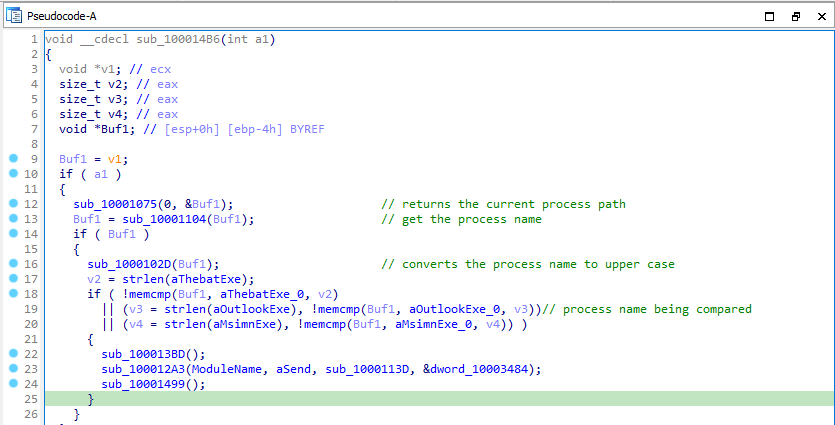 Pseudocode-A
1 void __cdecl sub_100014B6(int a1)
2 {
3 void *v1; // ecx
4 size_t v2; // eax
5 size_t v3; // eax
6 size_t v4; // eax
7 void *Buf1; // [esp+0h] [ebp-4h] BYREF
8
9 Buf1 = v1;
10 if ( a1 )
11 {
12 sub_10001075(0, &Buf1); // returns the current process path
13 Buf1 = sub_10001104(Buf1); // get the process name
14 if ( Buf1 )
15 {
16 sub_1000102D(Buf1); // converts the process name to upper case
17 v2 = strlen(aThebatExe);
18 if ( !memcmp(Buf1, aThebatExe_0, v2)
19 || (v3 = strlen(aOutlookExe), !memcmp(Buf1, aOutlookExe_0, v3))// process name being compared
20 || (v4 = strlen(aMsimnExe), !memcmp(Buf1, aMsimnExe_0, v4)) )
21 {
22 sub_100013BD();
23 sub_100012A3(ModuleName, aSend, sub_1000113D, &dword_10003484);
24 sub_10001499();
25 }
26 }